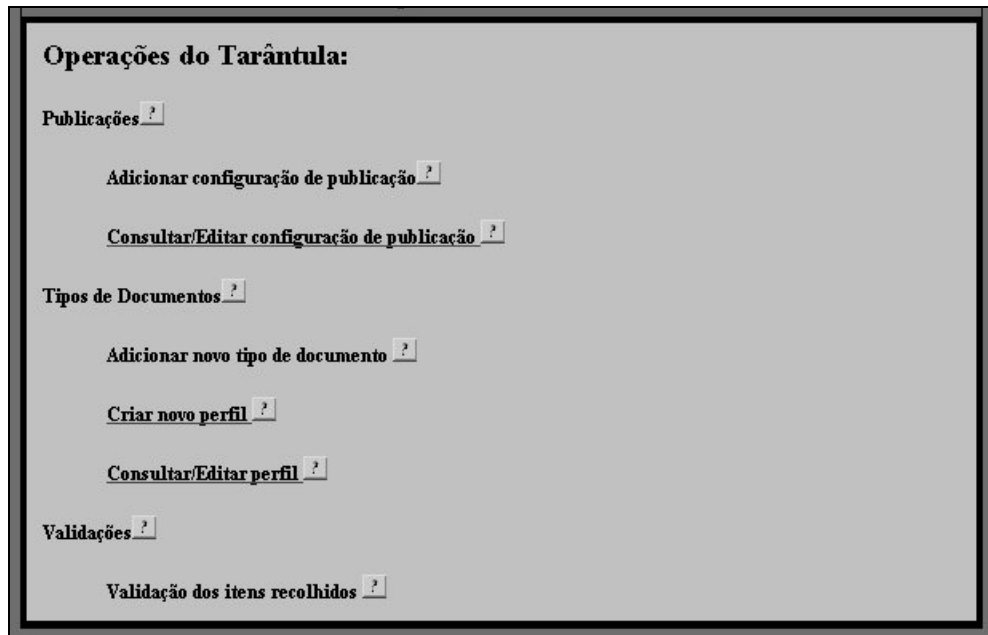 Operações do Tarântula:
Publicações ?
Adicionar configuração de publicação ?
Consultar/Editar configuração de publicação ?
Tipos de Documentos ?
Adicionar novo tipo de documento ?
Criar novo perfil ?
Consultar/Editar perfil ?
Validações ?
Validação dos itens recolhidos ?